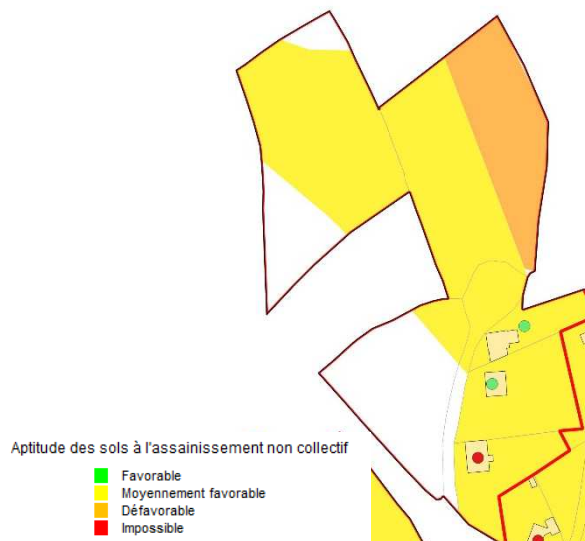 Aptitude des sols à l'assainissement non collectif
Favorable
Moyennement favorable
Défavorable
Impossible